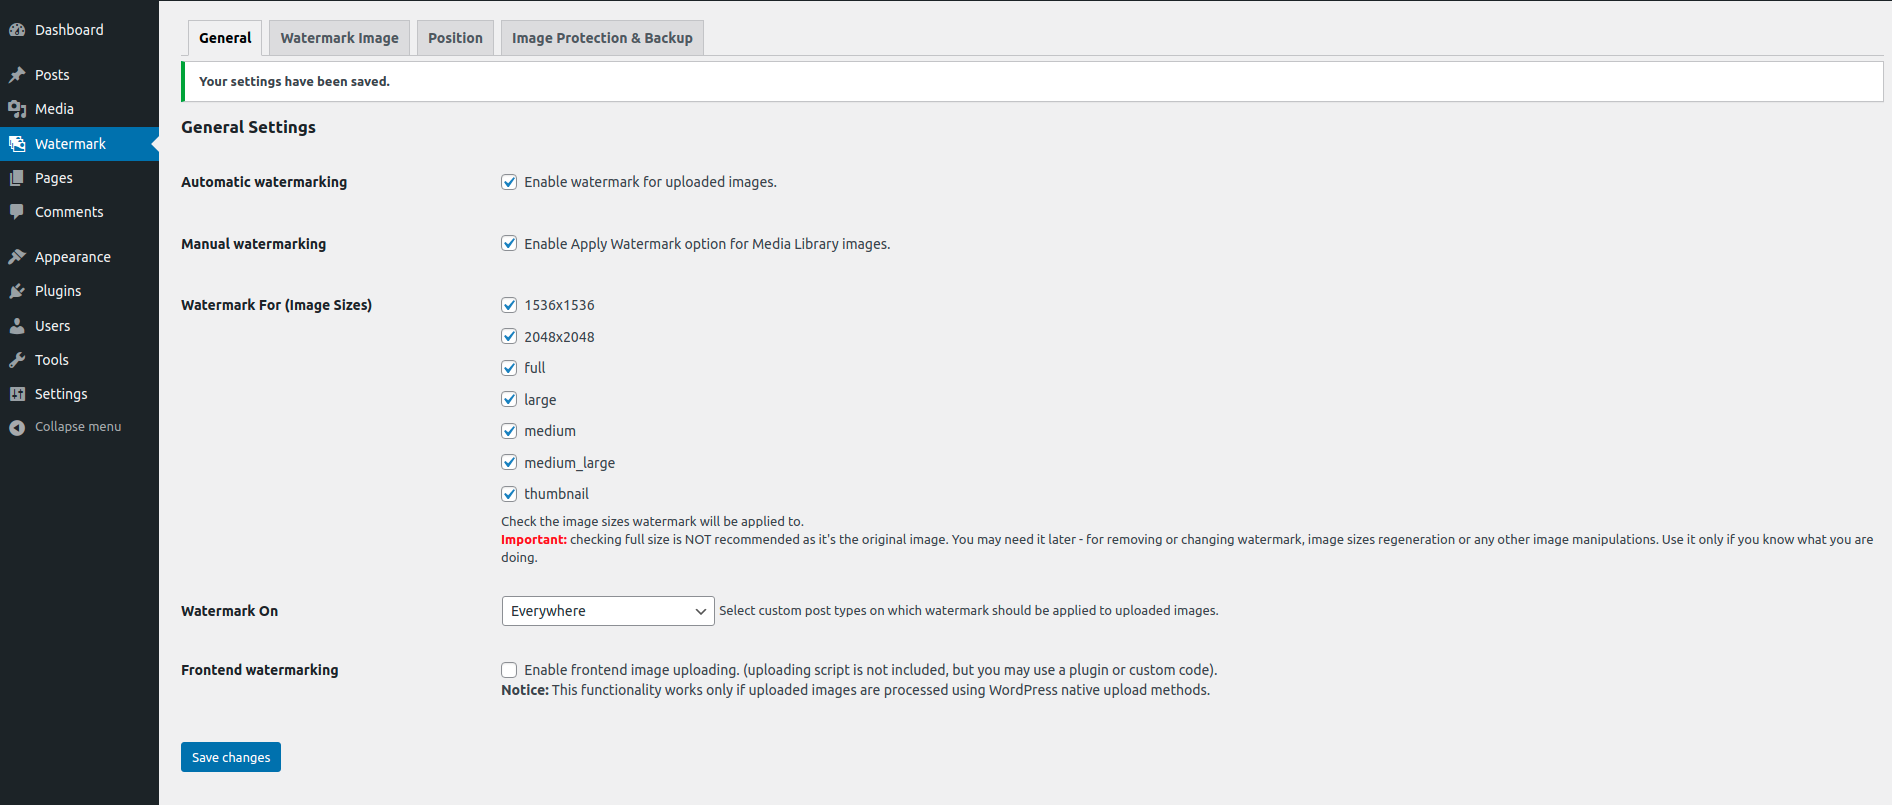 Dashboard
Posts
Media
Watermark
Pages
Comments
Appearance
Plugins
Users
Tools
Settings
Collapse menu
General
Watermark Image
Position
Image Protection & Backup
Your settings have been saved.
General Settings
Automatic watermarking
Enable watermark for uploaded images.
Manual watermarking
Enable Apply Watermark option for Media Library images.
Watermark For (Image Sizes)
1536x1536
2048x2048
full
large
medium
medium_large
thumbnail
Check the image sizes watermark will be applied to.
Important: checking full size is NOT recommended as it's the original image. You may need it later - for removing or changing watermark, image sizes regeneration or any other image manipulations. Use it only if you know what you are
doing.
Watermark On
Everywhere
Select custom post types on which watermark should be applied to uploaded images.
Frontend watermarking
Enable frontend image uploading. (uploading script is not included, but you may use a plugin or custom code).
Notice: This functionality works only if uploaded images are processed using WordPress native upload methods.
Save changes